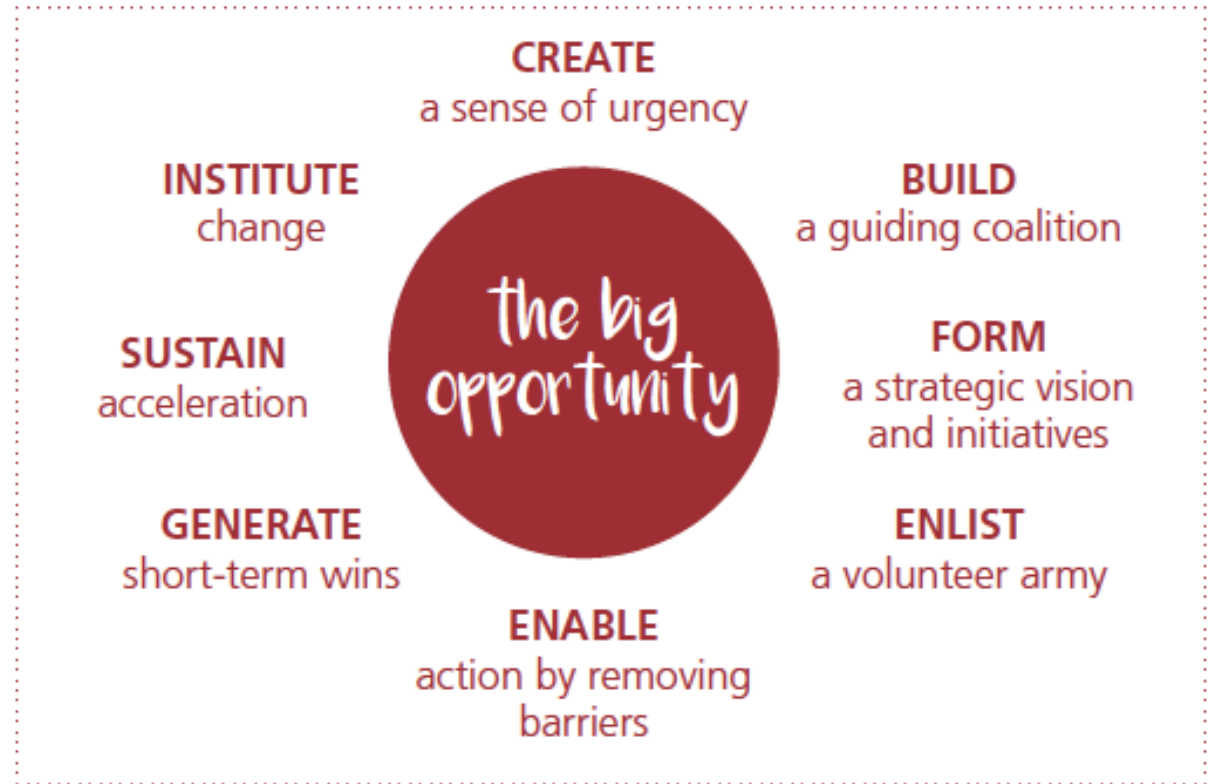 CREATE
a sense of urgency
BUILD
a guiding coalition
FORM
a strategic vision
and initiatives
ENLIST
a volunteer army
ENABLE
action by removing
barriers
GENERATE
short-term wins
SUSTAIN
acceleration
INSTITUTE
change
the big
opportunity